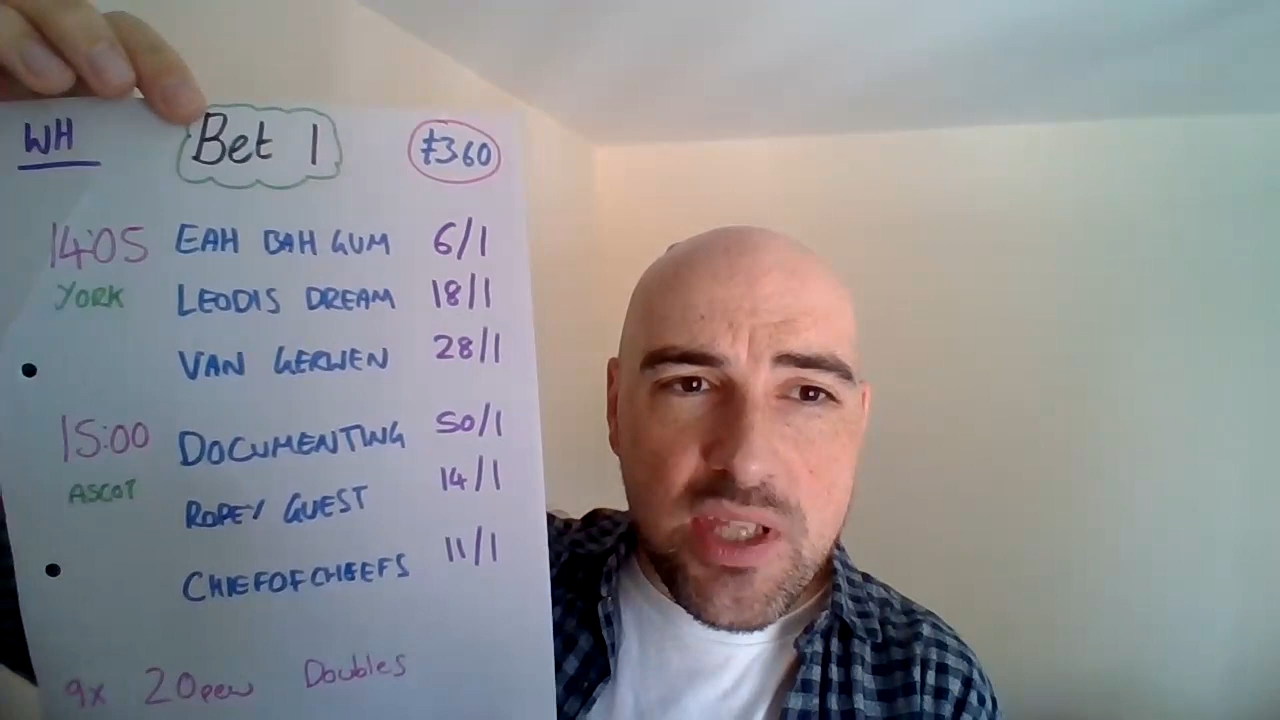 WH Bet 1 £360
14:05 EAH BAH GUM 6/1
YORK LEODIS DREAM 18/1
VAN GERWEN 28/1
15:00 DOCUMENTING 50/1
ASCOT ROPEY GUEST 14/1
CHIEFOFCHEEFS 11/1
9x 20pew Doubles